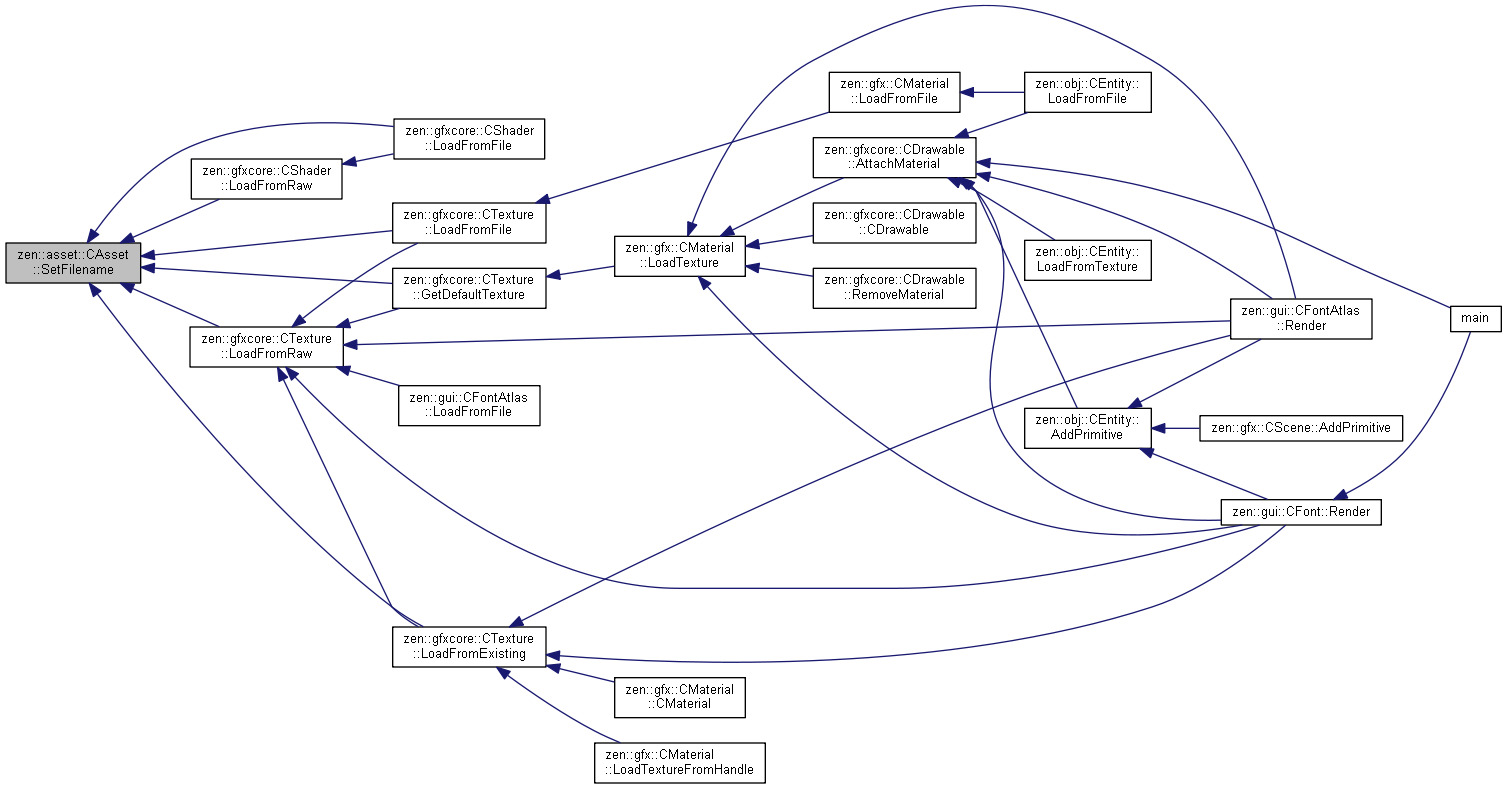 zen::asset::CAsset
::SetFilename
zen::gfxcore::CShader
::LoadFromFile
zen::gfxcore::CShader
::LoadFromRaw
zen::gfxcore::CTexture
::LoadFromFile
zen::gfxcore::CTexture
::GetDefaultTexture
zen::gfxcore::CTexture
::LoadFromRaw
zen::gui::CFontAtlas
::LoadFromFile
zen::gfxcore::CTexture
::LoadFromExisting
zen::gfx::CMaterial
::LoadTexture
zen::gfx::CMaterial
::CMaterial
zen::gfx::CMaterial
::LoadTextureFromHandle
zen::gfx::CMaterial
::LoadFromFile
zen::gfxcore::CDrawable
::AttachMaterial
zen::gfxcore::CDrawable
::CDrawable
zen::gfxcore::CDrawable
::RemoveMaterial
zen::obj::CEntity::
LoadFromFile
zen::obj::CEntity::
LoadFromTexture
zen::obj::CEntity::
AddPrimitive
zen::gui::CFontAtlas
::Render
zen::gfx::CScene::AddPrimitive
zen::gui::CFont::Render
main